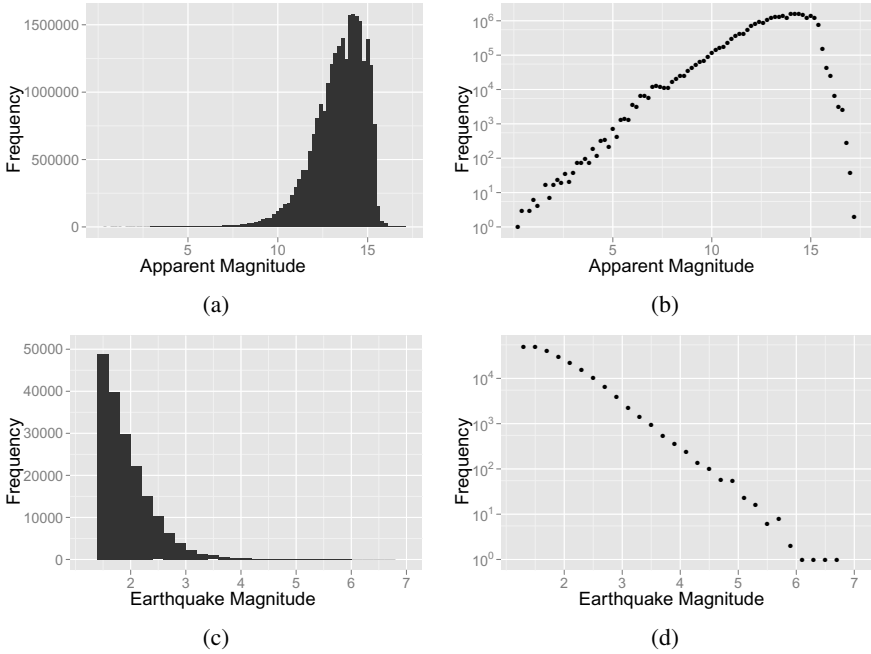 1500000
1000000
500000
0
Frequency
5 10 15
Apparent Magnitude
(a)
10^6
10^5
10^4
10^3
10^2
10^1
10^0
Frequency
5 10 15
Apparent Magnitude
(b)
50000
40000
30000
20000
10000
0
Frequency
2 3 4 5 6 7
Earthquake Magnitude
(c)
10^4
10^3
10^2
10^1
10^0
Frequency
2 3 4 5 6 7
Earthquake Magnitude
(d)